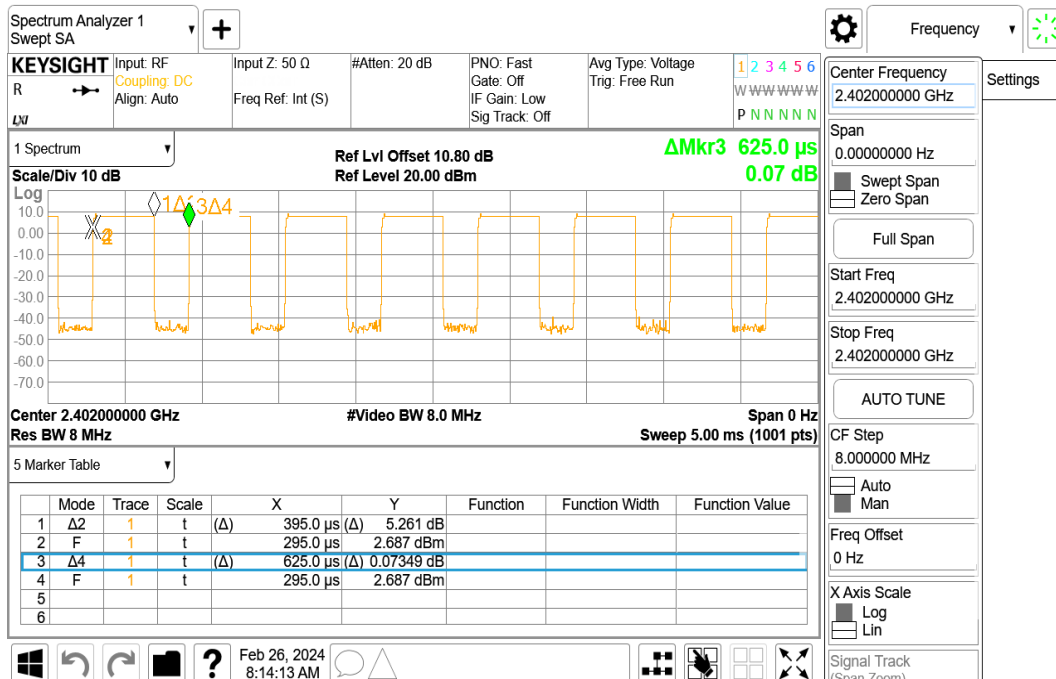 Spectrum Analyzer 1
Swept SA
+
Frequency
KEYSIGHT
R
LXI
Input: RF
Coupling: DC
Align: Auto
Input Z: 50 Ω
Freq Ref: Int (S)
#Atten: 20 dB
PNO: Fast
Gate: Off
IF Gain: Low
Sig Track: Off
Avg Type: Voltage
Trig: Free Run
1 2 3 4 5 6
W W W W W W
P N N N N N
1 Spectrum
Scale/Div 10 dB
Log
Ref Lvl Offset 10.80 dB
Ref Level 20.00 dBm
ΔMkr3 625.0 µs
0.07 dB
10.0
0.00
-10.0
-20.0
-30.0
-40.0
-50.0
-60.0
-70.0
3Δ4
Center 2.402000000 GHz
#Video BW 8.0 MHz
Span 0 Hz
Res BW 8 MHz
Sweep 5.00 ms (1001 pts)
5 Marker Table
Mode Trace Scale X Y Function Function Width Function Value
1 Δ2 1 t (Δ) 395.0 µs (Δ) 5.261 dB
2 F 1 t 295.0 µs 2.687 dBm
3 Δ4 1 t (Δ) 625.0 µs (Δ) 0.07349 dB
4 F 1 t 295.0 µs 2.687 dBm
5
6
?
Feb 26, 2024
8:14:13 AM
Center Frequency
2.402000000 GHz
Span
0.00000000 Hz
Swept Span
Zero Span
Full Span
Start Freq
2.402000000 GHz
Stop Freq
2.402000000 GHz
AUTO TUNE
CF Step
8.000000 MHz
Auto
Man
Freq Offset
0 Hz
X Axis Scale
Log
Lin
Signal Track
(Span Zoom)
Settings